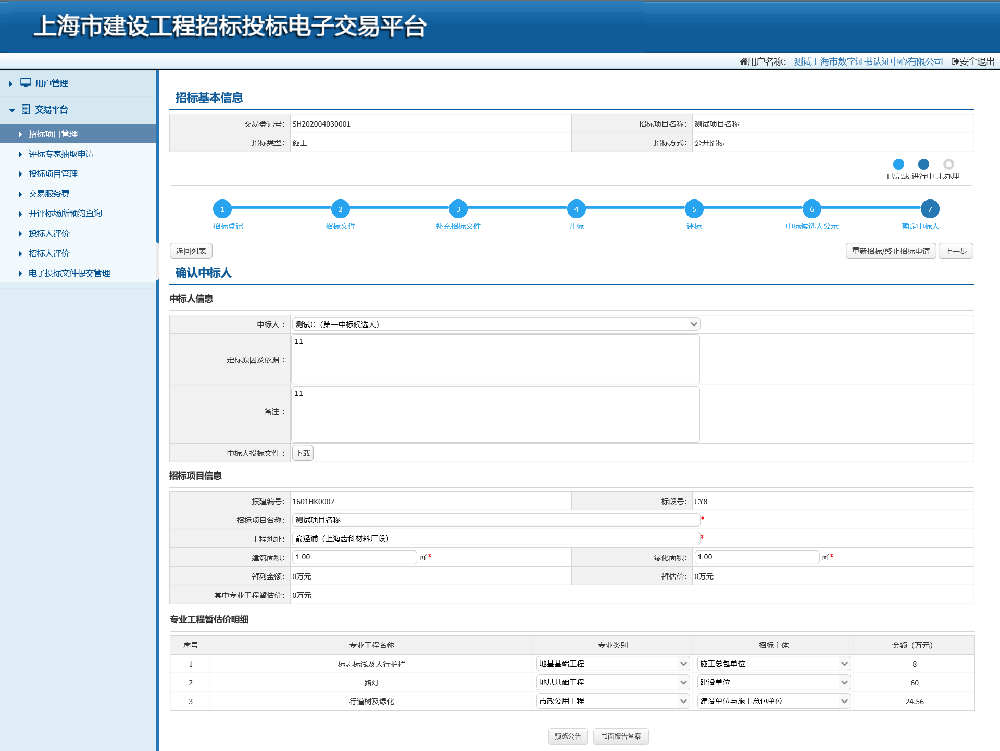 上海市建设工程招标投标电子交易平台
用户名称： 测试上海市数字证书认证中心有限公司 安全退出
用户管理
交易平台
招标项目管理
评标专家抽取申请
投标项目管理
交易服务费
开评标场所预约查询
投标人评价
招标人评价
电子投标文件提交管理
招标基本信息
交易登记号： SH202004030001 招标项目名称： 测试项目名称
招标类型： 施工 招标方式： 公开招标
已完成 进行中 未办理
1 2 3 4 5 6 7
招标登记 招标文件 补充招标文件 开标 评标 中标候选人公示 确定中标人
返回列表 重新招标/终止招标申请 上一步
确认中标人
中标人信息
中标人： 测试C（第一中标候选人）
定标原因及依据： 11
备注： 11
中标人投标文件： 下载
招标项目信息
报建编号： 1601HK0007 标段号： CY8
招标项目名称： 测试项目名称 *
工程地址： 俞泾浦（上海齿科材料厂段） *
建筑面积： 1.00 ㎡* 绿化面积： 1.00 ㎡*
暂列金额： 0万元 暂估价： 0万元
其中专业工程暂估价： 0万元
专业工程暂估价明细
序号 专业工程名称 专业类别 招标主体 金额（万元）
1 标志标线及人行护栏 地基基础工程 施工总包单位 8
2 路灯 地基基础工程 建设单位 60
3 行道树及绿化 市政公用工程 建设单位与施工总包单位 24.56
预览公告 书面报告备案